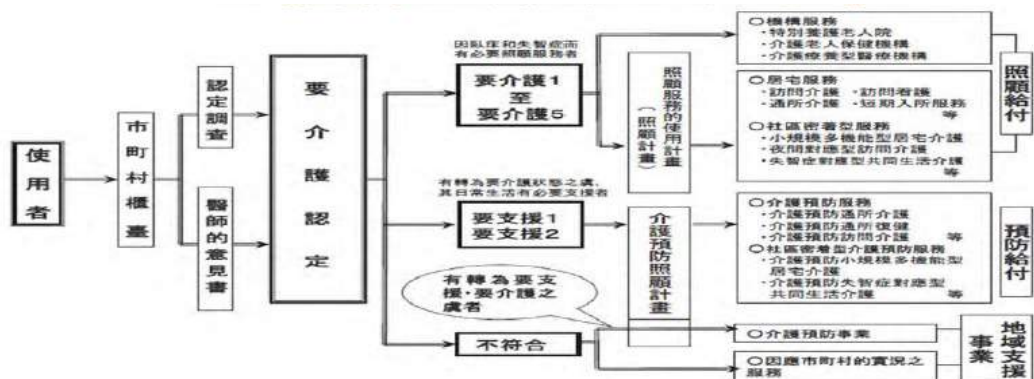 使用者
市町村櫃臺
認定調查
醫師的意見書
要介護認定
因臥床和失智症而
有必要照顧服務者
要介護1
至
要介護5
有轉為要介護狀態之虞,
其日常生活有必要支援者
要支援1
要支援2
有轉為要支
援·要介護之
虞者
不符合
照顧服務的使用計畫
(照顧計畫)
介護預防照顧計畫
○機構服務
·特別養護老人院
·介護老人保健機構
·介護療養型醫療機構
○居宅服務
·訪問介護 ·訪問看護
·通所介護 ·短期入所服務
等
○社區密着型服務
·小規模多機能型居宅介護
·夜間對應型訪問介護
·失智症對應型共同生活介護
等
照顧給付
○介護預防服務
·介護預防通所介護
·介護預防通所復健
·介護預防訪問介護 等
○社區密着型介護預防服務
·介護預防小規模多機能型
居宅介護
·介護預防失智症對應型
共同生活介護 等
預防給付
○介護預防事業
○因應市町村的實況之
服務
地域支援
事業